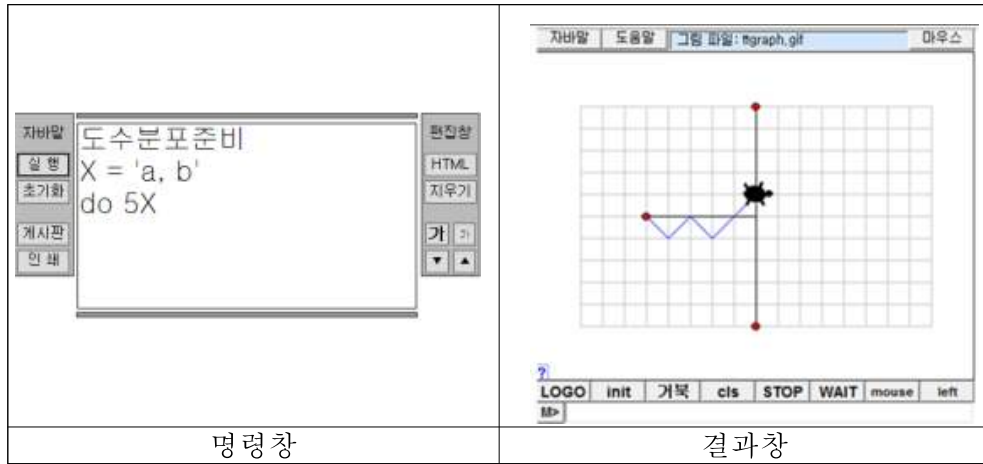 자바말
실 행
초기화
게시판
인 쇄
도수분포준비
X = 'a, b'
do 5X
편집창
HTML
지우기
가 가
▼ ▲
명령창
자바말 도움말 그림 파일: ttgraph.gif 마우스
?
LOGO init 거북 cls STOP WAIT mouse left
M>
결과창